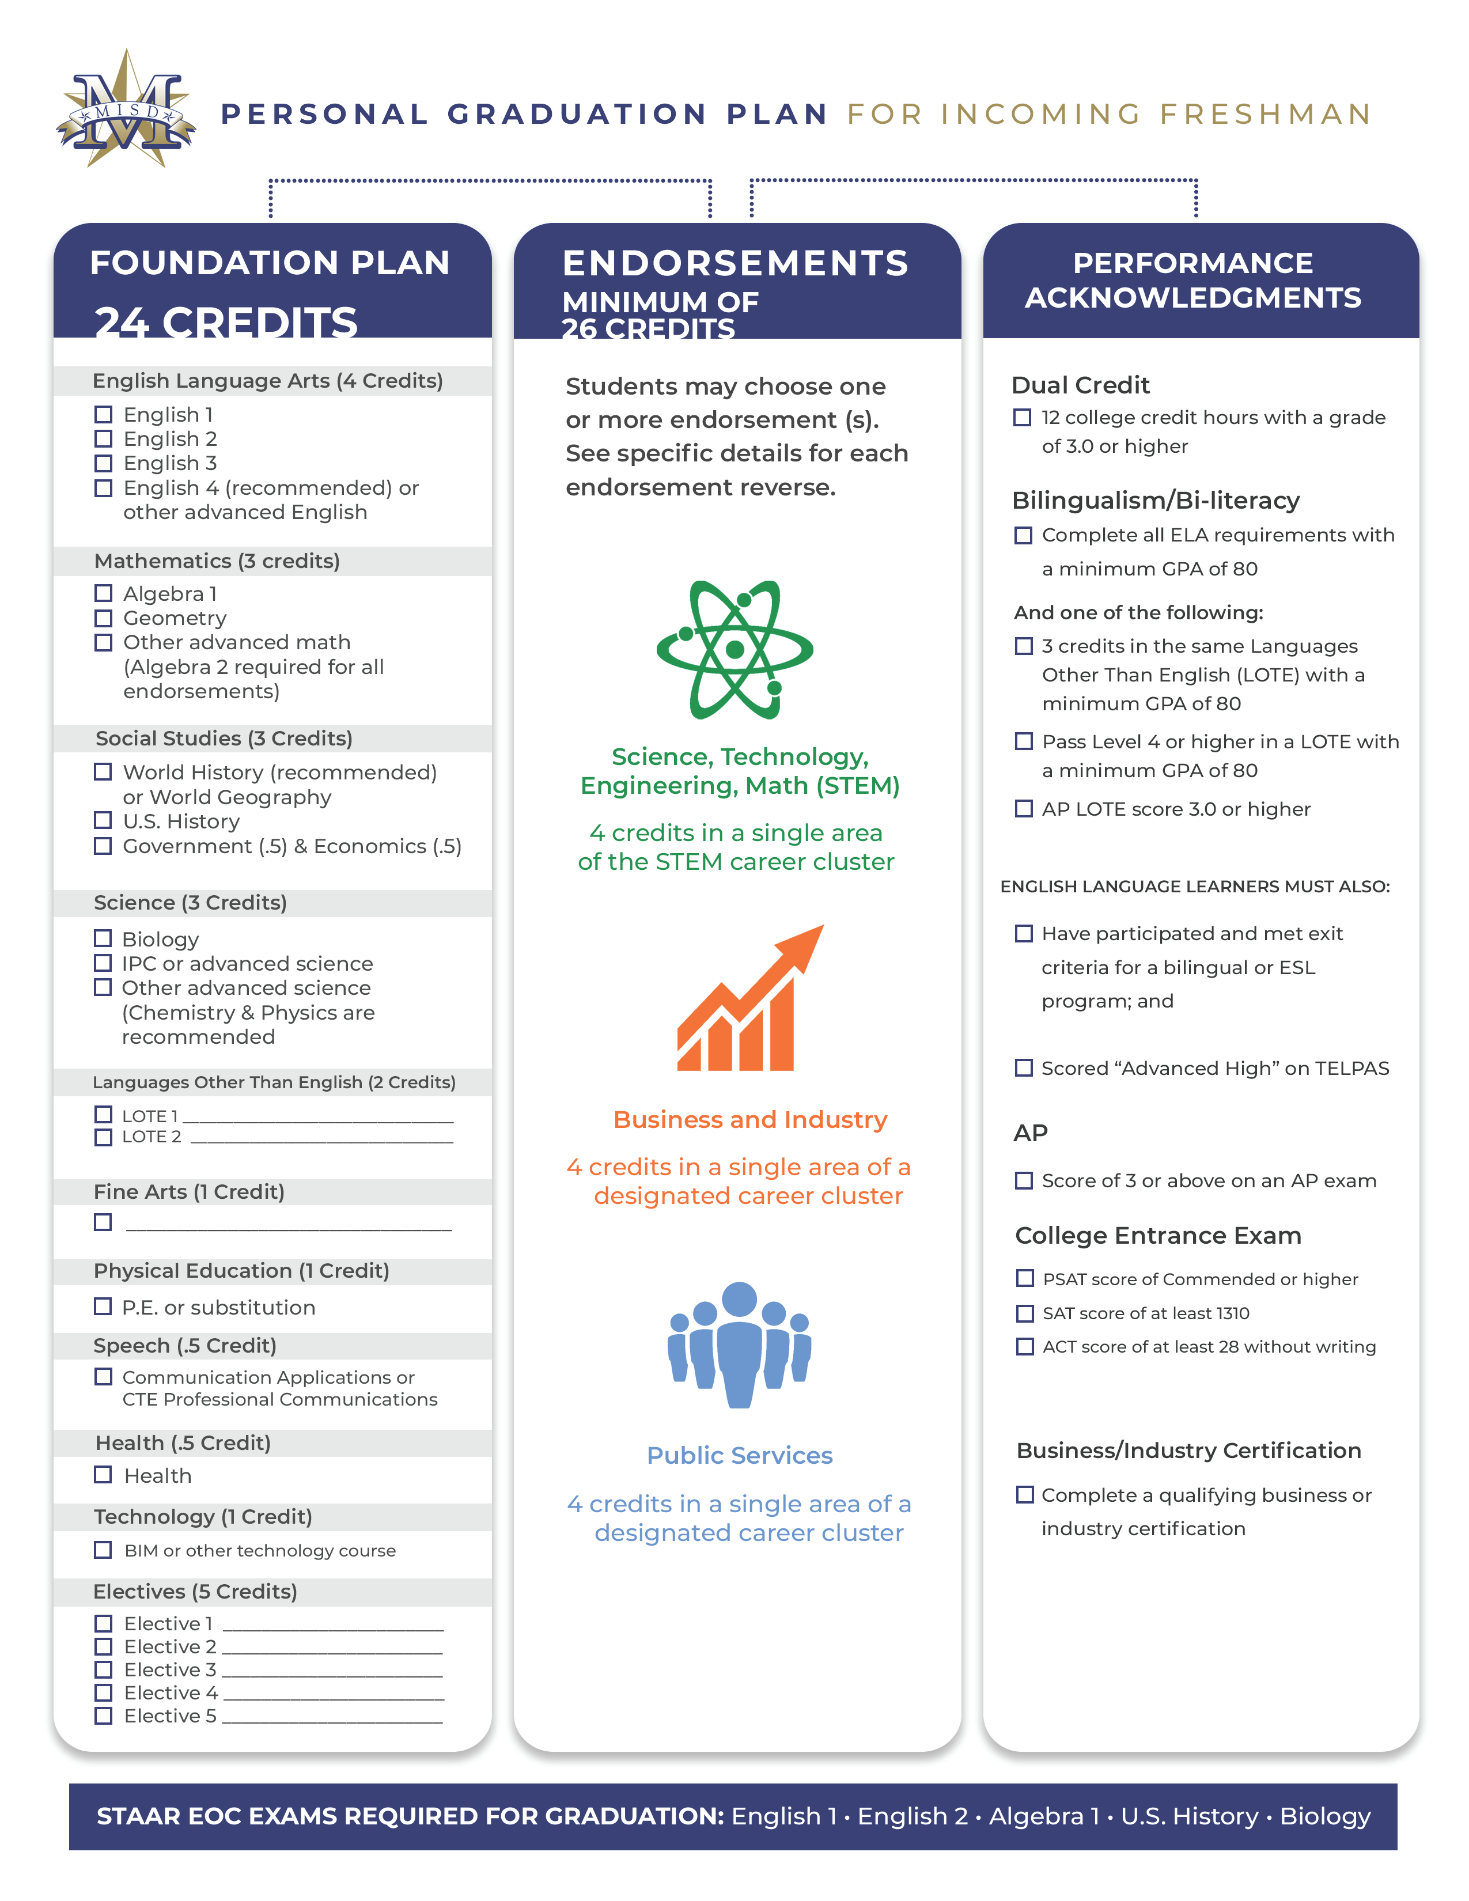 MISD
PERSONAL GRADUATION PLAN FOR INCOMING FRESHMAN
FOUNDATION PLAN
24 CREDITS
English Language Arts (4 Credits)
English 1
English 2
English 3
English 4 (recommended) or
other advanced English
Mathematics (3 credits)
Algebra 1
Geometry
Other advanced math
(Algebra 2 required for all
endorsements)
Social Studies (3 Credits)
World History (recommended)
or World Geography
U.S. History
Government (.5) & Economics (.5)
Science (3 Credits)
Biology
IPC or advanced science
Other advanced science
(Chemistry & Physics are
recommended
Languages Other Than English (2 Credits)
LOTE 1 ____________________________
LOTE 2 ____________________________
Fine Arts (1 Credit)
________________________________
Physical Education (1 Credit)
P.E. or substitution
Speech (.5 Credit)
Communication Applications or
CTE Professional Communications
Health (.5 Credit)
Health
Technology (1 Credit)
BIM or other technology course
Electives (5 Credits)
Elective 1 ______________________
Elective 2 ______________________
Elective 3 ______________________
Elective 4 ______________________
Elective 5 ______________________
ENDORSEMENTS
MINIMUM OF
26 CREDITS
Students may choose one
or more endorsement (s).
See specific details for each
endorsement reverse.
Science, Technology,
Engineering, Math (STEM)
4 credits in a single area
of the STEM career cluster
Business and Industry
4 credits in a single area of a
designated career cluster
Public Services
4 credits in a single area of a
designated career cluster
PERFORMANCE
ACKNOWLEDGMENTS
Dual Credit
12 college credit hours with a grade
of 3.0 or higher
Bilingualism/Bi-literacy
Complete all ELA requirements with
a minimum GPA of 80
And one of the following:
3 credits in the same Languages
Other Than English (LOTE) with a
minimum GPA of 80
Pass Level 4 or higher in a LOTE with
a minimum GPA of 80
AP LOTE score 3.0 or higher
ENGLISH LANGUAGE LEARNERS MUST ALSO:
Have participated and met exit
criteria for a bilingual or ESL
program; and
Scored “Advanced High” on TELPAS
AP
Score of 3 or above on an AP exam
College Entrance Exam
PSAT score of Commended or higher
SAT score of at least 1310
ACT score of at least 28 without writing
Business/Industry Certification
Complete a qualifying business or
industry certification
STAAR EOC EXAMS REQUIRED FOR GRADUATION: English 1 • English 2 • Algebra 1 • U.S. History • Biology